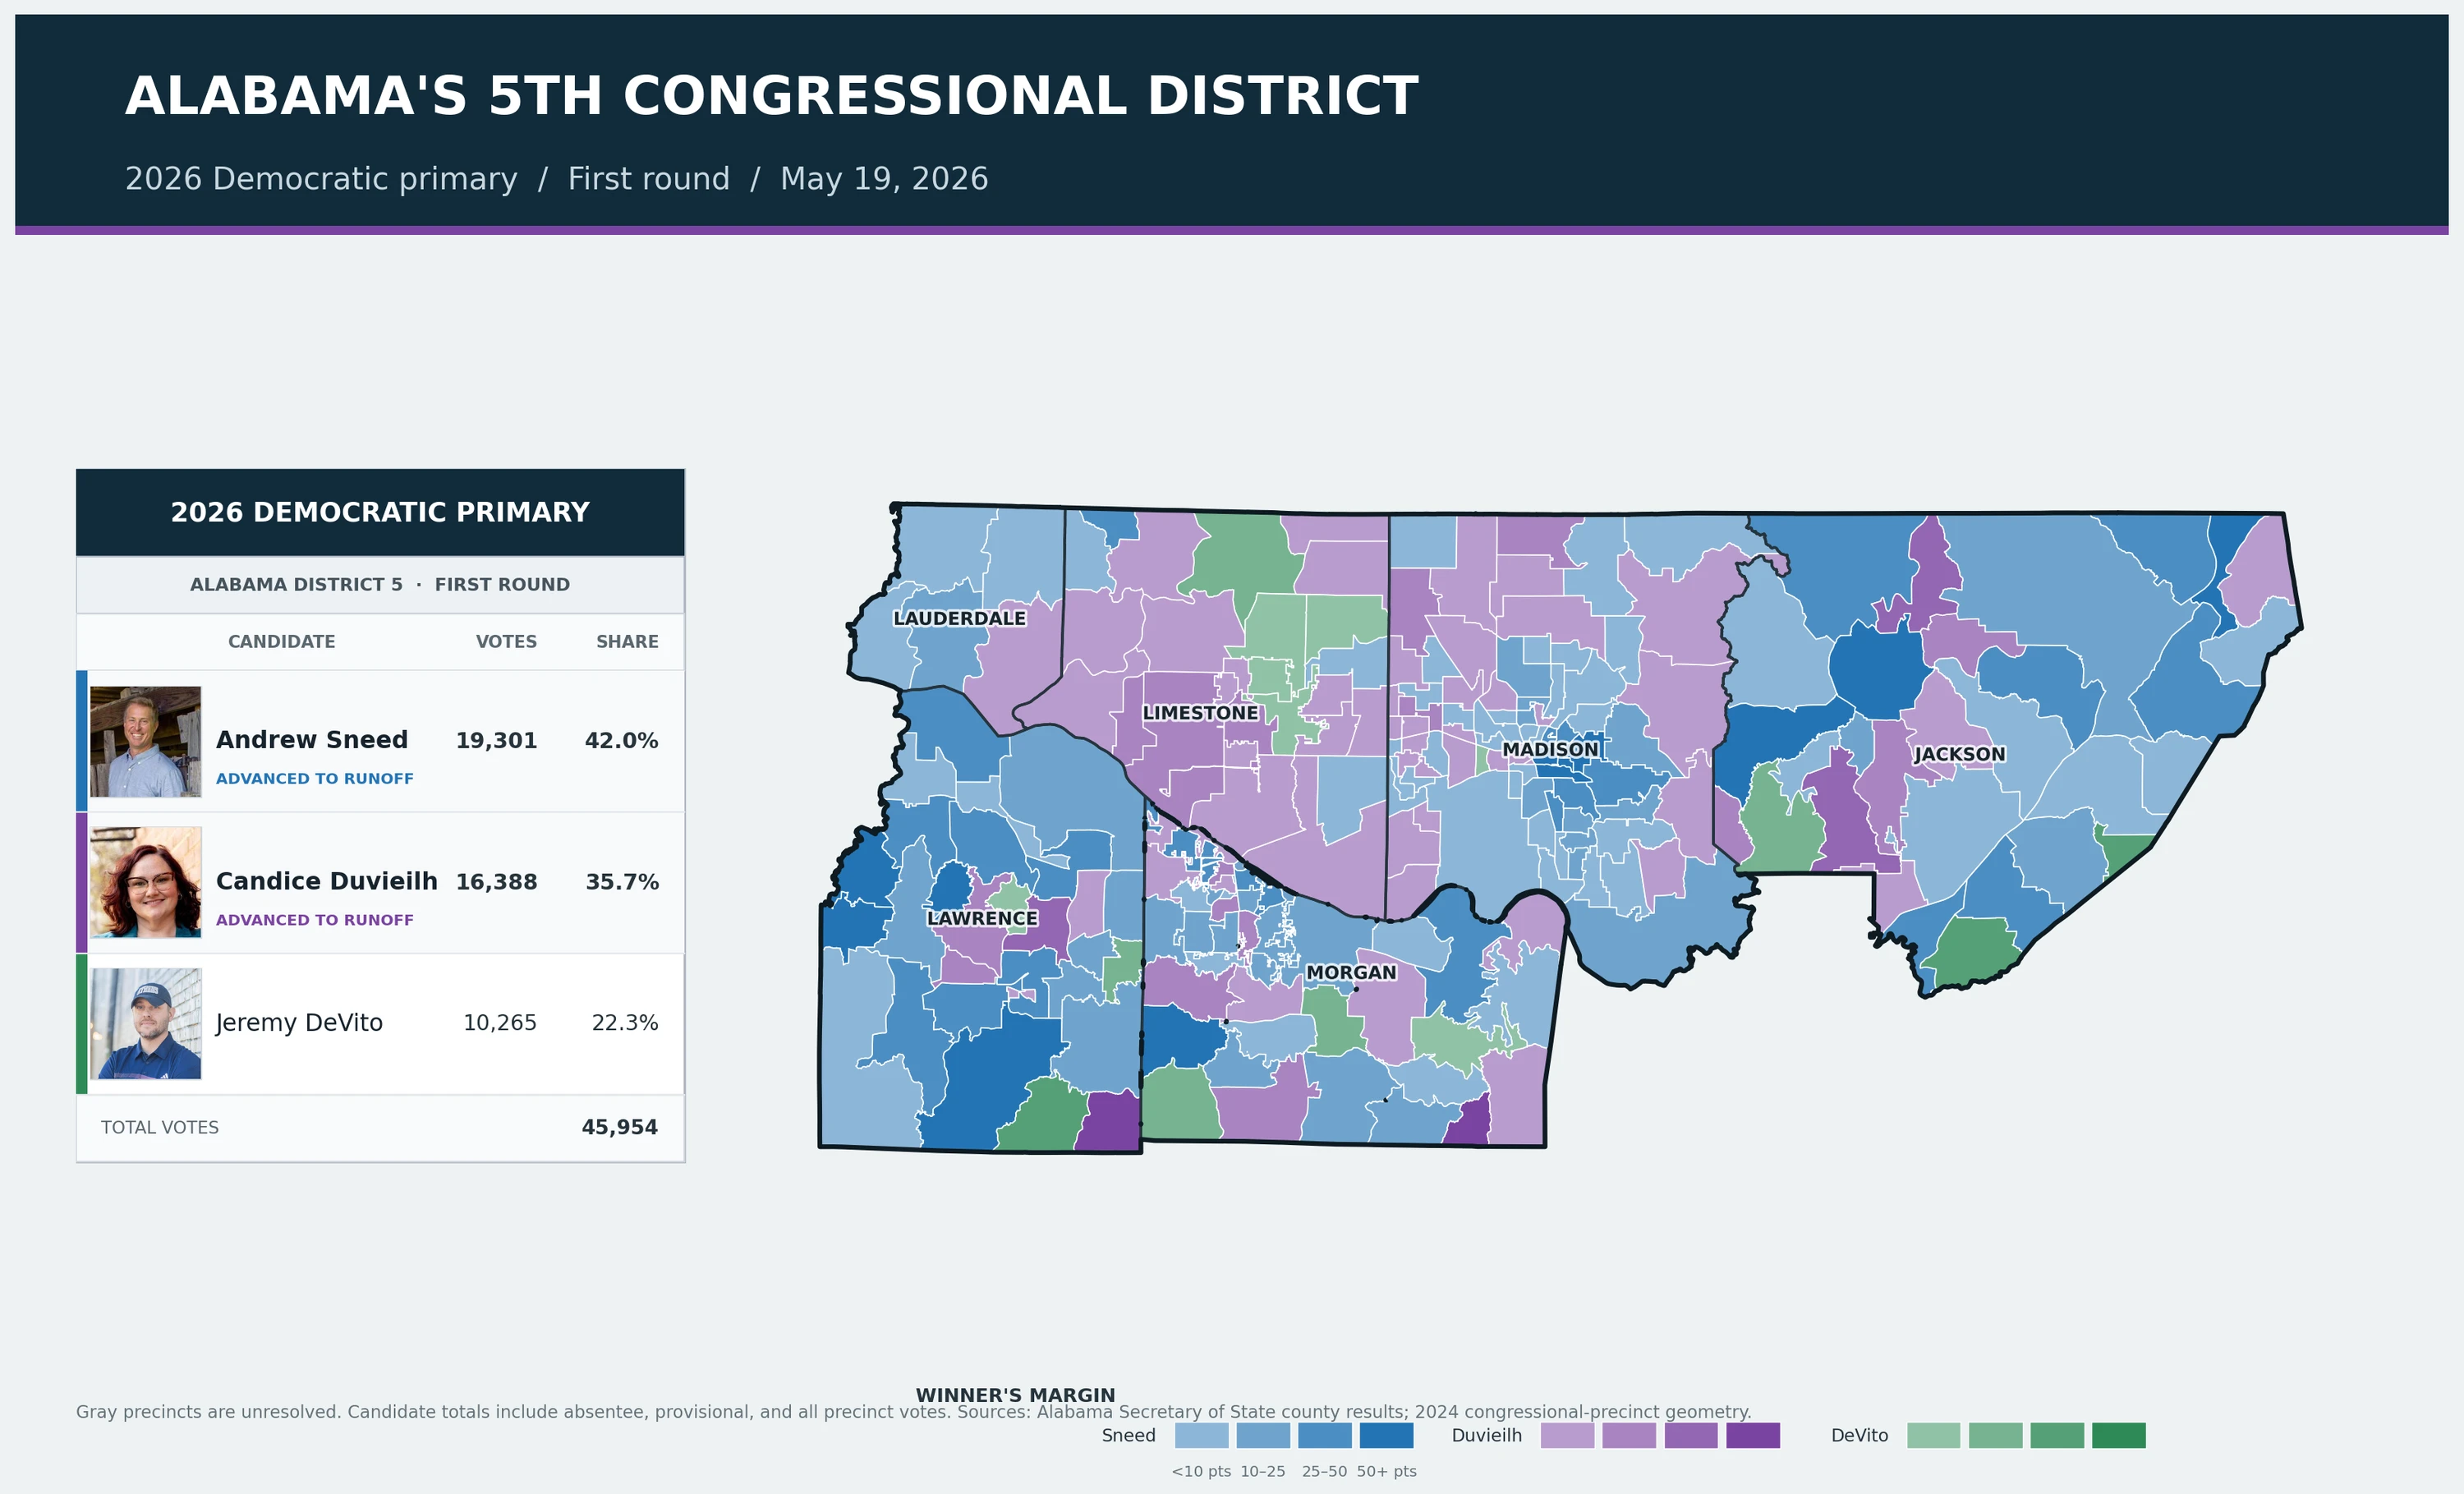 ALABAMA'S 5TH CONGRESSIONAL DISTRICT
2026 Democratic primary / First round / May 19, 2026
2026 DEMOCRATIC PRIMARY
ALABAMA DISTRICT 5 · FIRST ROUND
CANDIDATE VOTES SHARE
Andrew Sneed 19,301 42.0%
ADVANCED TO RUNOFF
Candice Duvieilh 16,388 35.7%
ADVANCED TO RUNOFF
Jeremy DeVito 10,265 22.3%
TOTAL VOTES 45,954
LAUDERDALE
LIMESTONE
MADISON
JACKSON
LAWRENCE
MORGAN
WINNER'S MARGIN
Gray precincts are unresolved. Candidate totals include absentee, provisional, and all precinct votes. Sources: Alabama Secretary of State county results; 2024 congressional-precinct geometry.
Sneed Duvieilh DeVito
<10 pts 10–25 25–50 50+ pts